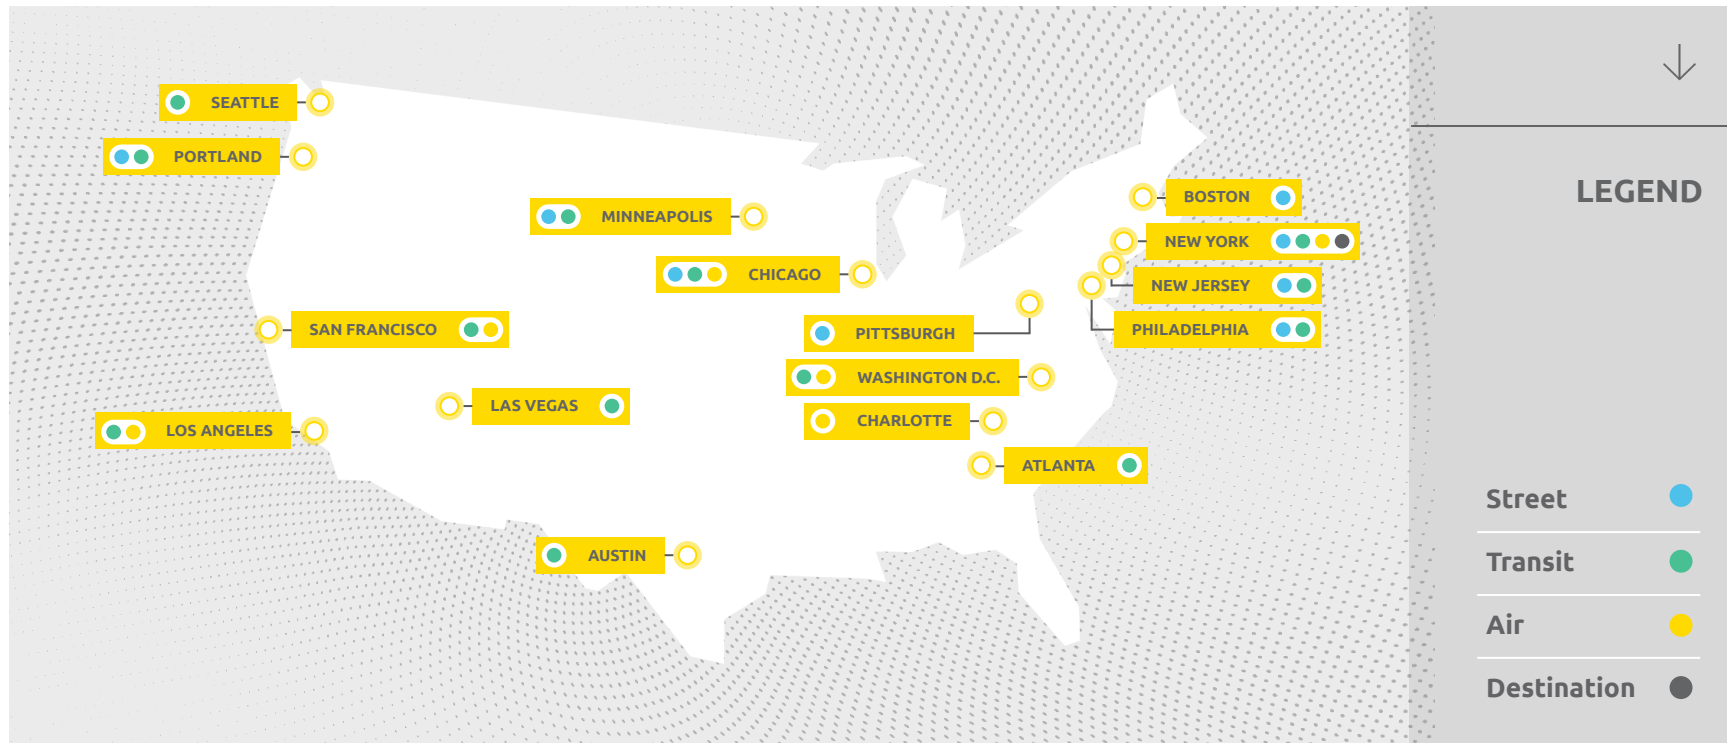 SEATTLE
PORTLAND
MINNEAPOLIS
CHICAGO
SAN FRANCISCO
LAS VEGAS
LOS ANGELES
AUSTIN
BOSTON
NEW YORK
NEW JERSEY
PHILADELPHIA
PITTSBURGH
WASHINGTON D.C.
CHARLOTTE
ATLANTA
LEGEND
Street
Transit
Air
Destination